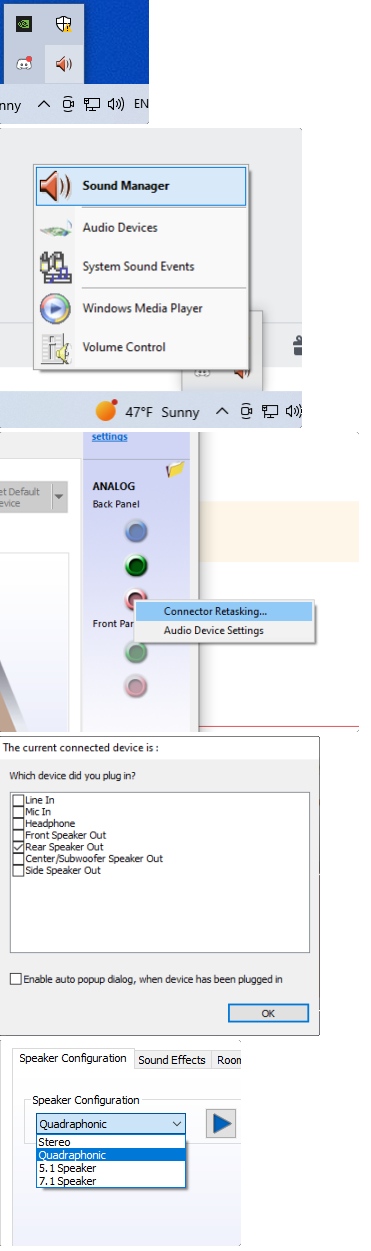 nny
EN
Sound Manager
Audio Devices
System Sound Events
Windows Media Player
Volume Control
47°F Sunny
settings
et Default
evice
ANALOG
Back Panel
Connector Retasking...
Front Par
Audio Device Settings
The current connected device is :
Which device did you plug in?
Line In
Mic In
Headphone
Front Speaker Out
Rear Speaker Out
Center/Subwoofer Speaker Out
Side Speaker Out
Enable auto popup dialog, when device has been plugged in
OK
Speaker Configuration Sound Effects Roon
Speaker Configuration
Quadraphonic
Stereo
Quadraphonic
5.1 Speaker
7.1 Speaker